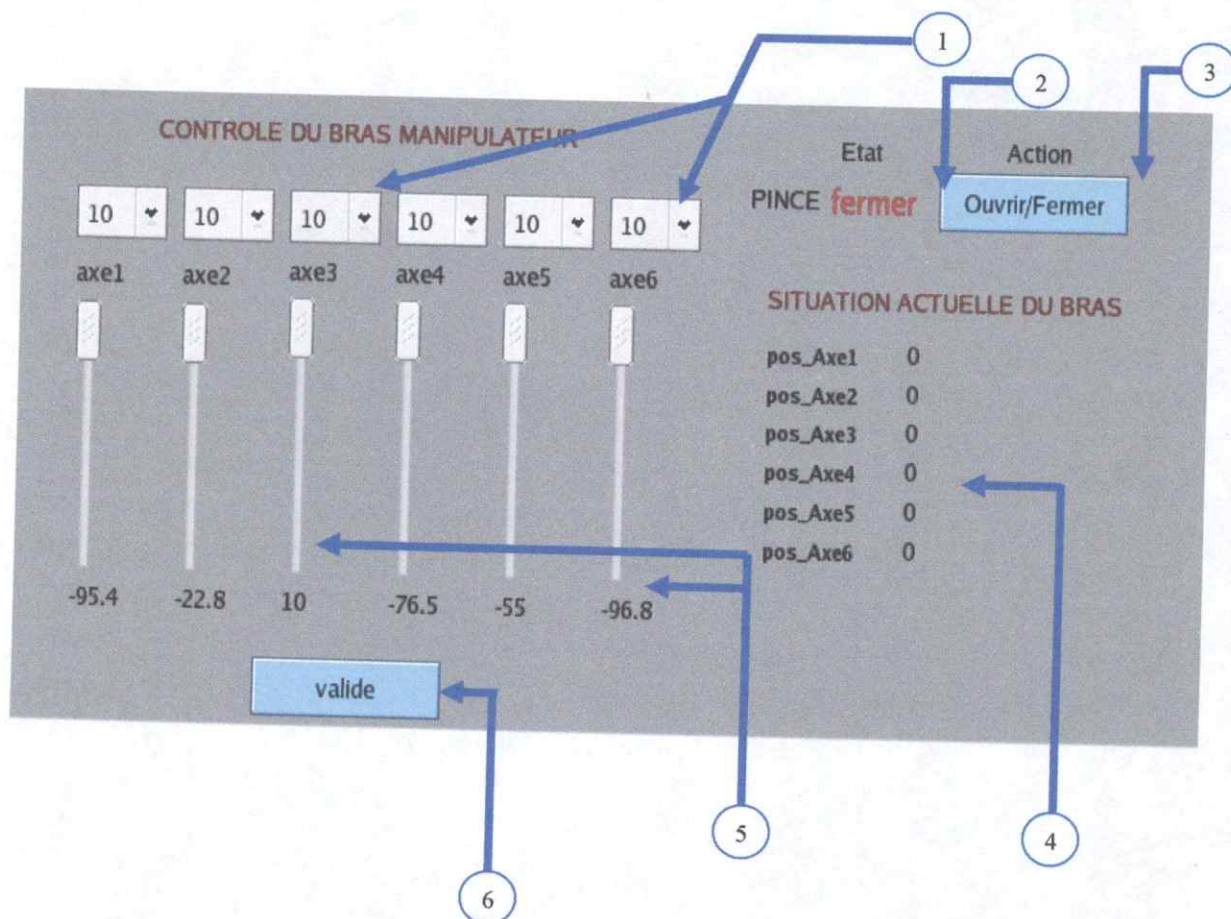 1
2
3
CONTROLE DU BRAS MANIPULATEUR
Etat Action
10 10 10 10 10 10
PINCE fermer Ouvrir/Fermer
axe1 axe2 axe3 axe4 axe5 axe6
SITUATION ACTUELLE DU BRAS
pos_Axe1 0
pos_Axe2 0
pos_Axe3 0
pos_Axe4 0
pos_Axe5 0
pos_Axe6 0
-95.4 -22.8 10 -76.5 -55 -96.8
valide
5
4
6